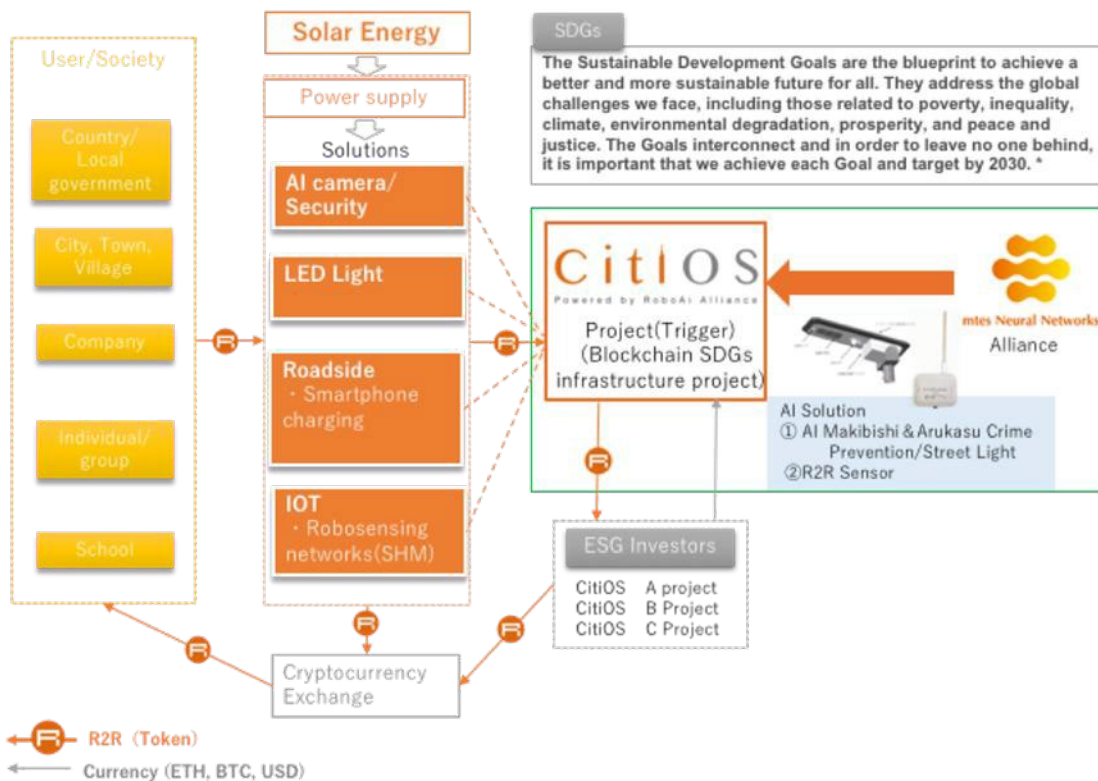 Solar Energy
Power supply
Solutions
AI camera/
Security
LED Light
Roadside
・Smartphone
charging
IOT
・Robosensing
networks(SHM)
User/Society
Country/
Local
government
City, Town,
Village
Company
Individual/
group
School
SDGs
The Sustainable Development Goals are the blueprint to achieve a
better and more sustainable future for all. They address the global
challenges we face, including those related to poverty, inequality,
climate, environmental degradation, prosperity, and peace and
justice. The Goals interconnect and in order to leave no one behind,
it is important that we achieve each Goal and target by 2030. *
CitIOS
Powered by RoboAi Alliance
Project(Trigger)
(Blockchain SDGs
infrastructure project)
mtes Neural Networks
Alliance
AI Solution
① AI Makibishi＆Arukasu Crime
Prevention/Street Light
②R2R Sensor
ESG Investors
CitiOS A project
CitiOS B Project
CitiOS C Project
Cryptocurrency
Exchange
R
R
R
R
R
R
R R2R (Token)
Currency (ETH, BTC, USD)